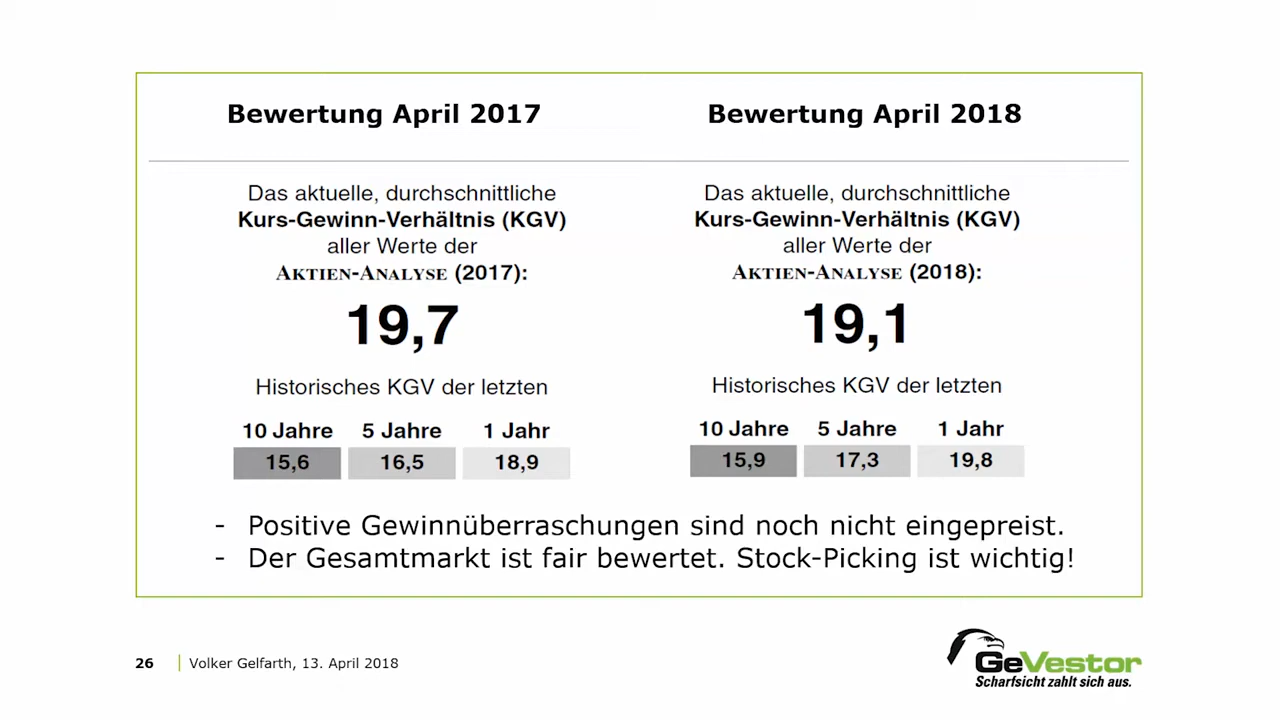 Bewertung April 2017
Das aktuelle, durchschnittliche
Kurs-Gewinn-Verhältnis (KGV)
aller Werte der
AKTIEN-ANALYSE (2017):
19,7
Historisches KGV der letzten
10 Jahre 5 Jahre 1 Jahr
15,6 16,5 18,9
Bewertung April 2018
Das aktuelle, durchschnittliche
Kurs-Gewinn-Verhältnis (KGV)
aller Werte der
AKTIEN-ANALYSE (2018):
19,1
Historisches KGV der letzten
10 Jahre 5 Jahre 1 Jahr
15,9 17,3 19,8
- Positive Gewinnüberraschungen sind noch nicht eingepreist.
- Der Gesamtmarkt ist fair bewertet. Stock-Picking ist wichtig!
26 Volker Gelfarth, 13. April 2018
GeVestor
Scharfsicht zahlt sich aus.